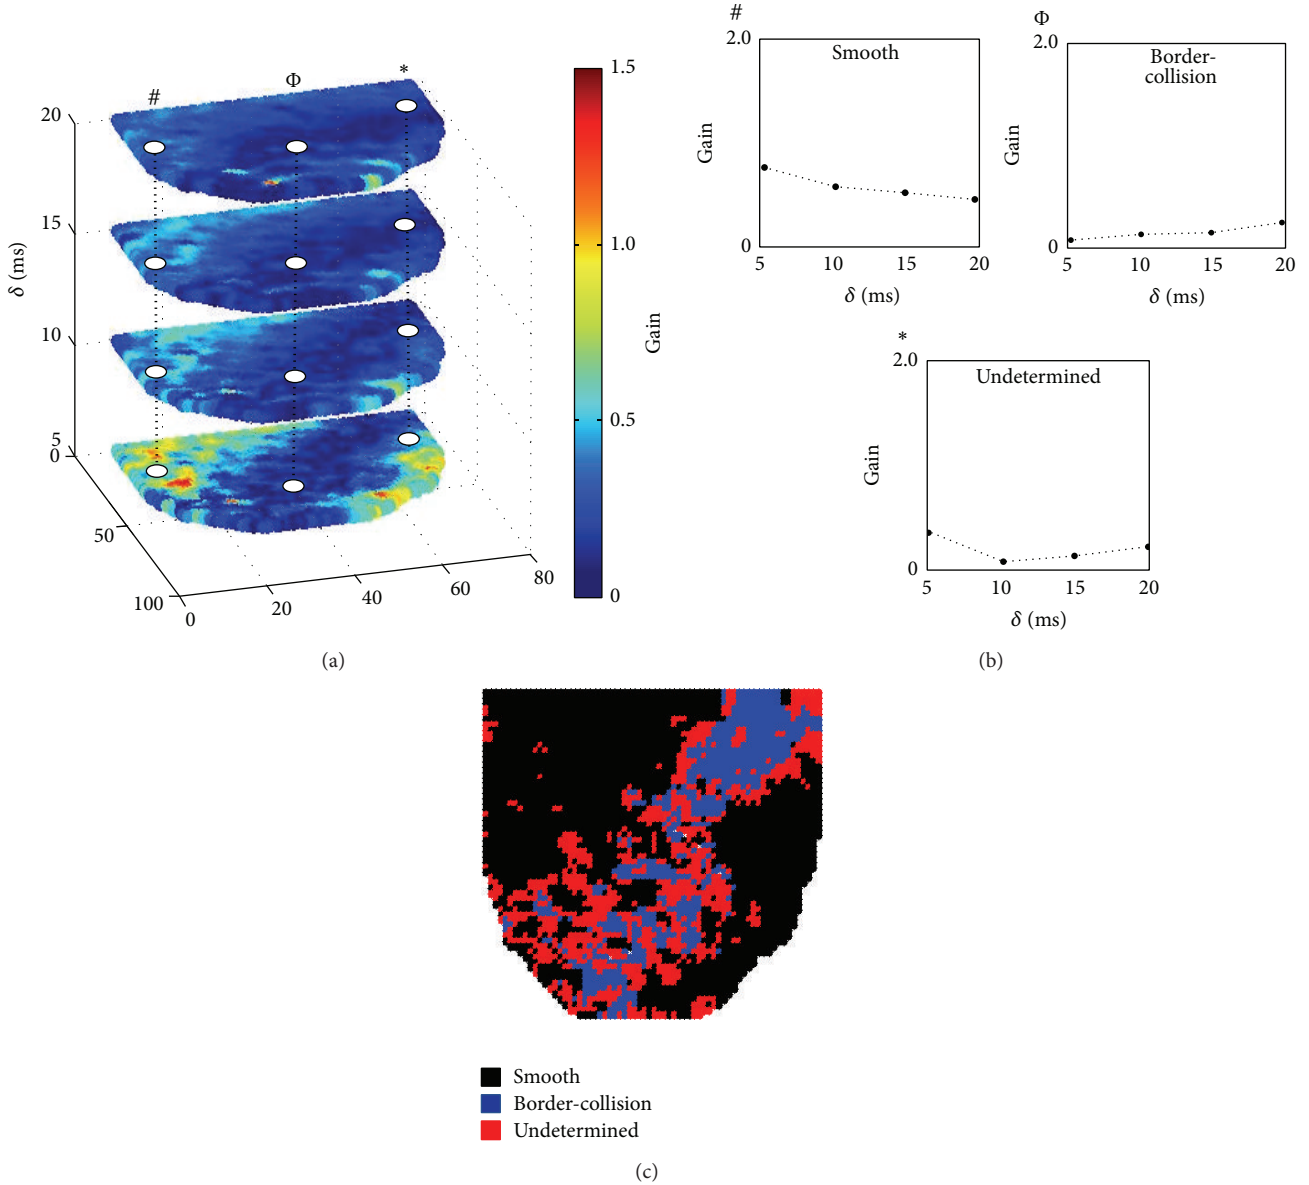 #
Φ
*
20
15
10
5
0
δ (ms)
50
100
0
20
40
60
80
1.5
1.0
0.5
0
Gain
(a)
#
2.0
Smooth
Gain
0
5 10 15 20
δ (ms)
Φ
2.0
Border-
collision
Gain
0
5 10 15 20
δ (ms)
*
2.0
Undetermined
Gain
0
5 10 15 20
δ (ms)
(b)
Smooth
Border-collision
Undetermined
(c)